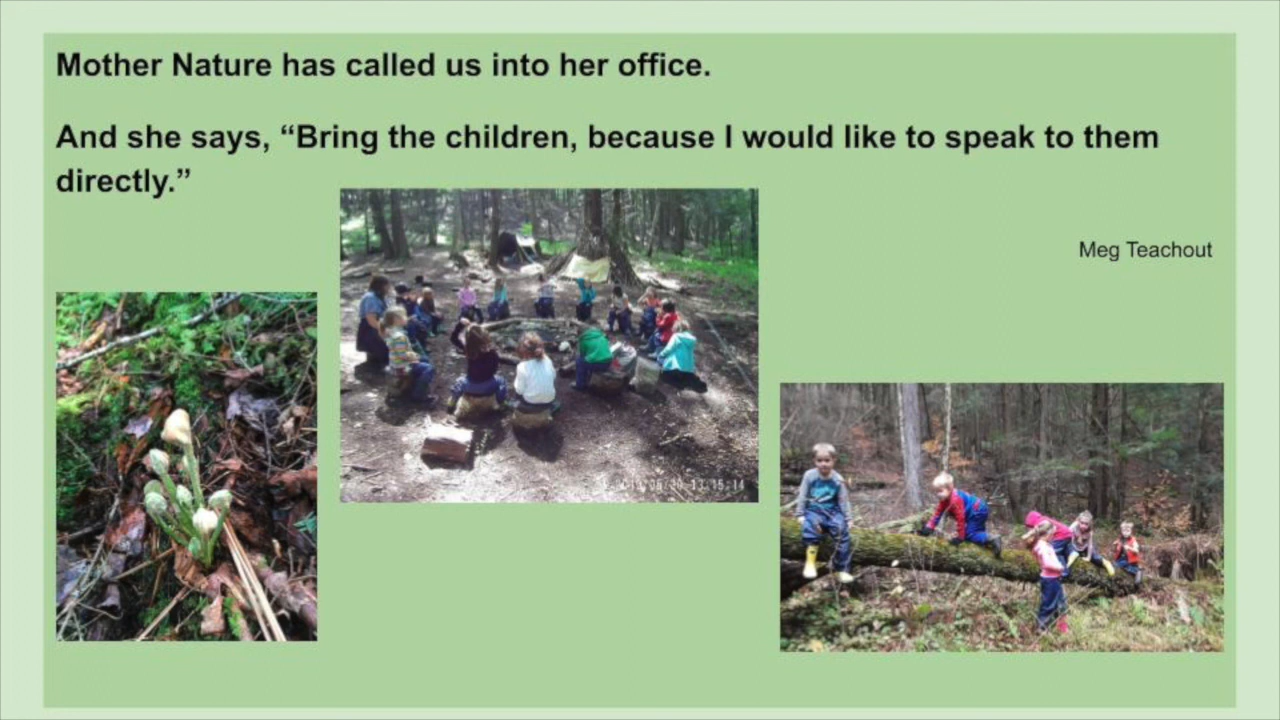 Mother Nature has called us into her office.
And she says, “Bring the children, because I would like to speak to them
directly.”
Meg Teachout